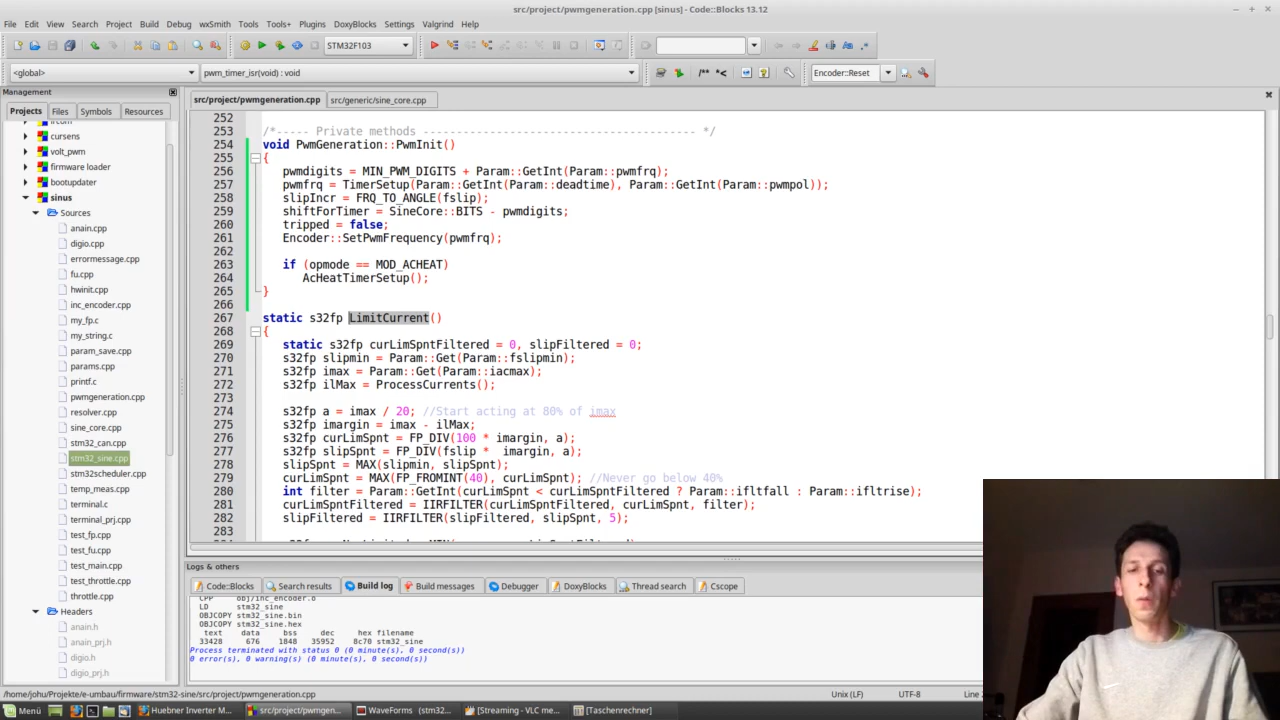 src/project/pwmgeneration.cpp [sinus] - Code::Blocks 13.12
File Edit View Search Project Build Debug wxSmith Tools Tools+ Plugins DoxyBlocks Settings Valgrind Help
STM32F103
<global> pwm_timer_isr(void) : void /** *< Encoder::Reset
Management
Projects Files Symbols Resources
cursens
volt_pwm
firmware loader
bootupdater
sinus
Sources
anain.cpp
digio.cpp
errormessage.cpp
fu.cpp
hwinit.cpp
inc_encoder.cpp
my_fp.c
my_string.c
param_save.cpp
params.cpp
printf.c
pwmgeneration.cpp
resolver.cpp
sine_core.cpp
stm32_can.cpp
stm32_sine.cpp
stm32scheduler.cpp
temp_meas.cpp
terminal.c
terminal_prj.cpp
test_fp.cpp
test_fu.cpp
test_main.cpp
test_throttle.cpp
throttle.cpp
Headers
anain.h
anain_prj.h
digio.h
digio_prj.h
src/project/pwmgeneration.cpp src/generic/sine_core.cpp
252
253 /*----- Private methods ----------------------------------------- */
254 void PwmGeneration::PwmInit()
255 {
256 pwmdigits = MIN_PWM_DIGITS + Param::GetInt(Param::pwmfrq);
257 pwmfrq = TimerSetup(Param::GetInt(Param::deadtime), Param::GetInt(Param::pwmpol));
258 slipIncr = FRQ_TO_ANGLE(fslip);
259 shiftForTimer = SineCore::BITS - pwmdigits;
260 tripped = false;
261 Encoder::SetPwmFrequency(pwmfrq);
262
263 if (opmode == MOD_ACHEAT)
264 AcHeatTimerSetup();
265 }
266
267 static s32fp LimitCurrent()
268 {
269 static s32fp curLimSpntFiltered = 0, slipFiltered = 0;
270 s32fp slipmin = Param::Get(Param::fslipmin);
271 s32fp imax = Param::Get(Param::iacmax);
272 s32fp ilMax = ProcessCurrents();
273
274 s32fp a = imax / 20; //Start acting at 80% of imax
275 s32fp imargin = imax - ilMax;
276 s32fp curLimSpnt = FP_DIV(100 * imargin, a);
277 s32fp slipSpnt = FP_DIV(fslip * imargin, a);
278 slipSpnt = MAX(slipmin, slipSpnt);
279 curLimSpnt = MAX(FP_FROMINT(40), curLimSpnt); //Never go below 40%
280 int filter = Param::GetInt(curLimSpnt < curLimSpntFiltered ? Param::ifltfall : Param::ifltrise);
281 curLimSpntFiltered = IIRFILTER(curLimSpntFiltered, curLimSpnt, filter);
282 slipFiltered = IIRFILTER(slipFiltered, slipSpnt, 5);
283
Logs & others
Code::Blocks Search results Build log Build messages Debugger DoxyBlocks Thread search Cscope
CPP obj/inc_encoder.o
LD stm32_sine
OBJCOPY stm32_sine.bin
OBJCOPY stm32_sine.hex
text data bss dec hex filename
33428 676 1848 35952 8c70 stm32_sine
Process terminated with status 0 (0 minute(s), 0 second(s))
0 error(s), 0 warning(s) (0 minute(s), 0 second(s))
/home/johu/Projekte/e-umbau/firmware/stm32-sine/src/project/pwmgeneration.cpp Unix (LF) UTF-8
Menü Huebner Inverter M... src/project/pwmgen... WaveForms (stm32... [Streaming - VLC me... [Taschenrechner]